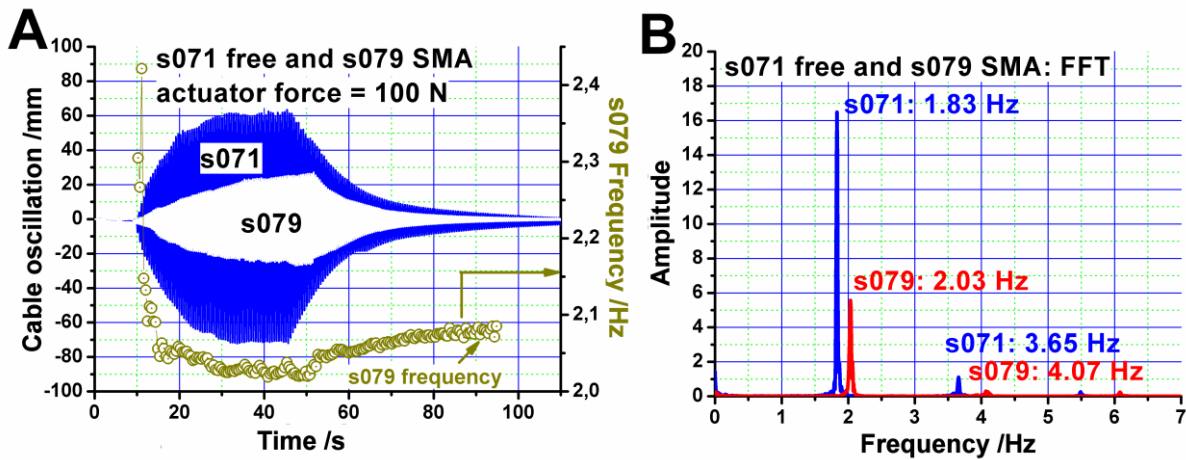 A
s071 free and s079 SMA
actuator force = 100 N
100
80
60
40
20
0
-20
-40
-60
-80
-100
Cable oscillation /mm
s071
s079
s079 frequency
2,4
2,3
2,2
2,1
2,0
s079 Frequency /Hz
0 20 40 60 80 100
Time /s
B
s071 free and s079 SMA: FFT
20
18
16
14
12
10
8
6
4
2
0
Amplitude
s071: 1.83 Hz
s079: 2.03 Hz
s071: 3.65 Hz
s079: 4.07 Hz
0 1 2 3 4 5 6 7
Frequency /Hz